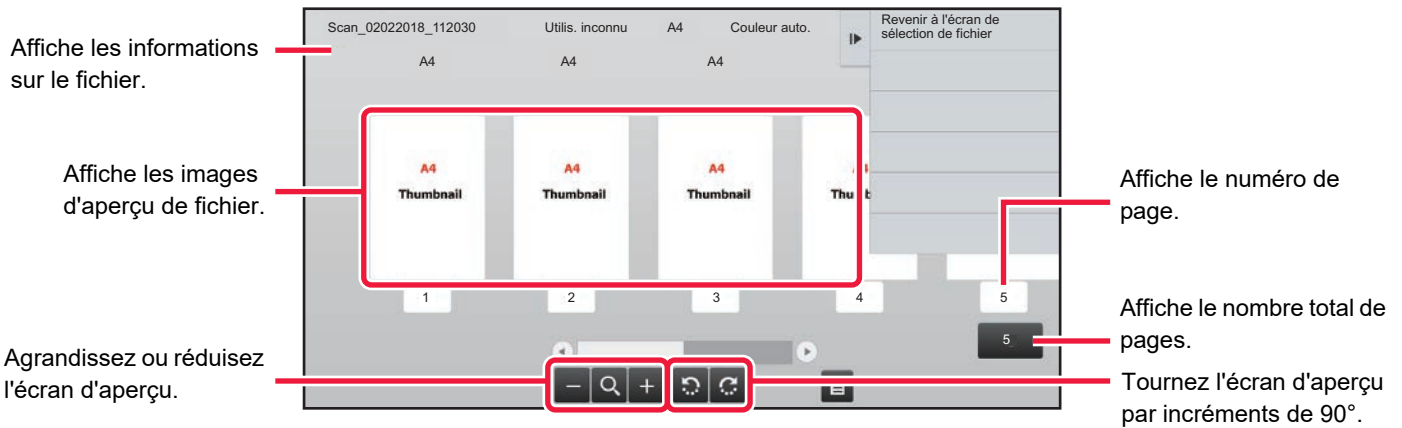 Affiche les informations
sur le fichier.
Scan_02022018_112030 Utilis. inconnu A4 Couleur auto.
Revenir à l'écran de
sélection de fichier
A4 A4 A4
Affiche les images
d'aperçu de fichier.
A4 A4 A4
Thumbnail Thumbnail Thumbnail
Affiche le numéro de
page.
1 2 3 4 5
Affiche le nombre total de
pages.
5
Agrandissez ou réduisez
l'écran d'aperçu.
Tournez l'écran d'aperçu
par incréments de 90°.